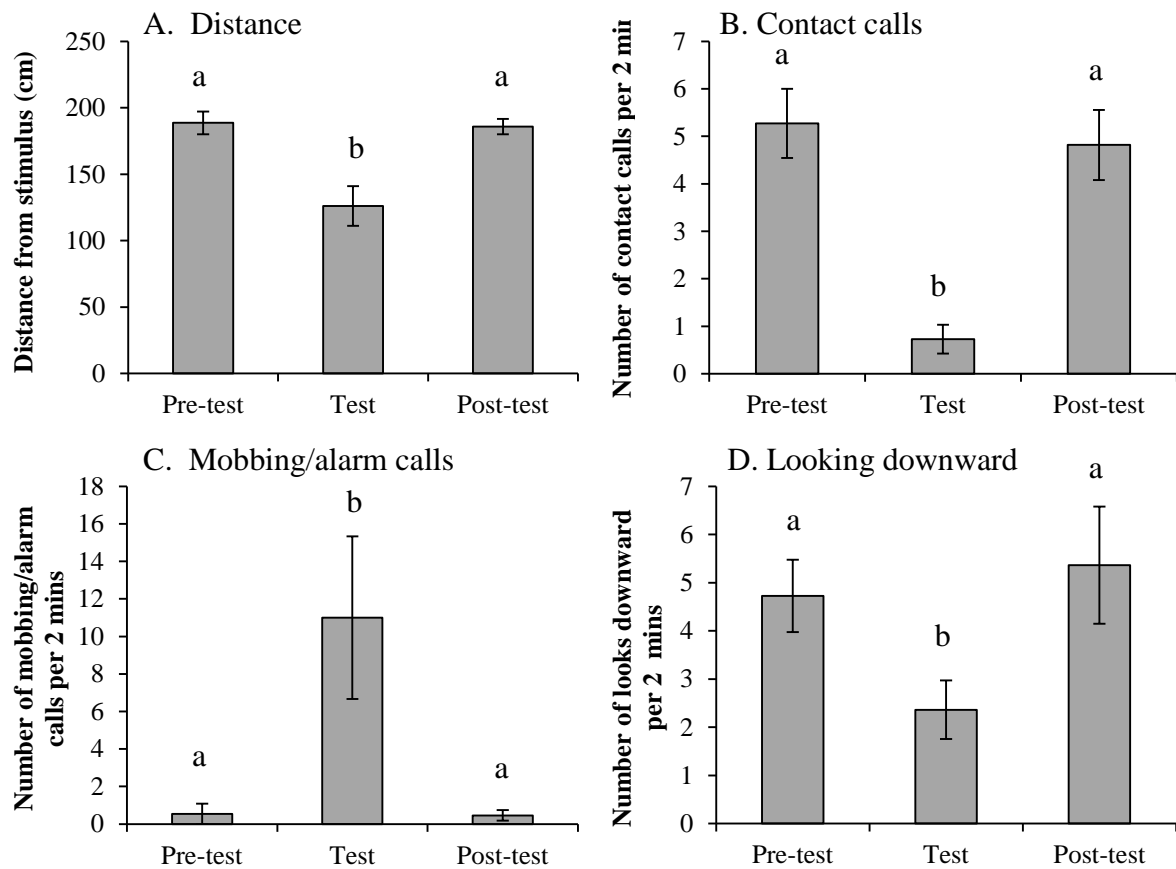 A. Distance
Distance from stimulus (cm)
250
200
150
100
50
0
a
b
a
Pre-test Test Post-test
B. Contact calls
Number of contact calls per 2 min
7
6
5
4
3
2
1
0
a
b
a
Pre-test Test Post-test
C. Mobbing/alarm calls
Number of mobbing/alarm
calls per 2 mins
18
16
14
12
10
8
6
4
2
0
a
b
a
Pre-test Test Post-test
D. Looking downward
Number of looks downward
per 2 mins
7
6
5
4
3
2
1
0
a
b
a
Pre-test Test Post-test